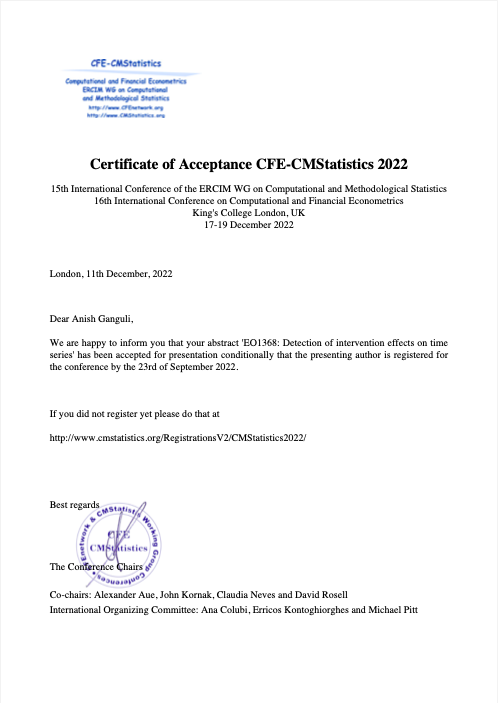 CFE-CMStatistics
Computational and Financial Econometrics
ERCIM WG on Computational
and Methodological Statistics
http://www.CFEnetwork.org
http://www.CMStatistics.org
Certificate of Acceptance CFE-CMStatistics 2022
15th International Conference of the ERCIM WG on Computational and Methodological Statistics
16th International Conference on Computational and Financial Econometrics
King's College London, UK
17-19 December 2022
London, 11th December, 2022
Dear Anish Ganguli,
We are happy to inform you that your abstract 'EO1368: Detection of intervention effects on time
series' has been accepted for presentation conditionally that the presenting author is registered for
the conference by the 23rd of September 2022.
If you did not register yet please do that at
http://www.cmstatistics.org/RegistrationsV2/CMStatistics2022/
Best regards
CFEnetwork & CMStatistics Working Group
Conferences
CFE
CMStatistics
The Conference Chairs
Co-chairs: Alexander Aue, John Kornak, Claudia Neves and David Rosell
International Organizing Committee: Ana Colubi, Erricos Kontoghiorghes and Michael Pitt